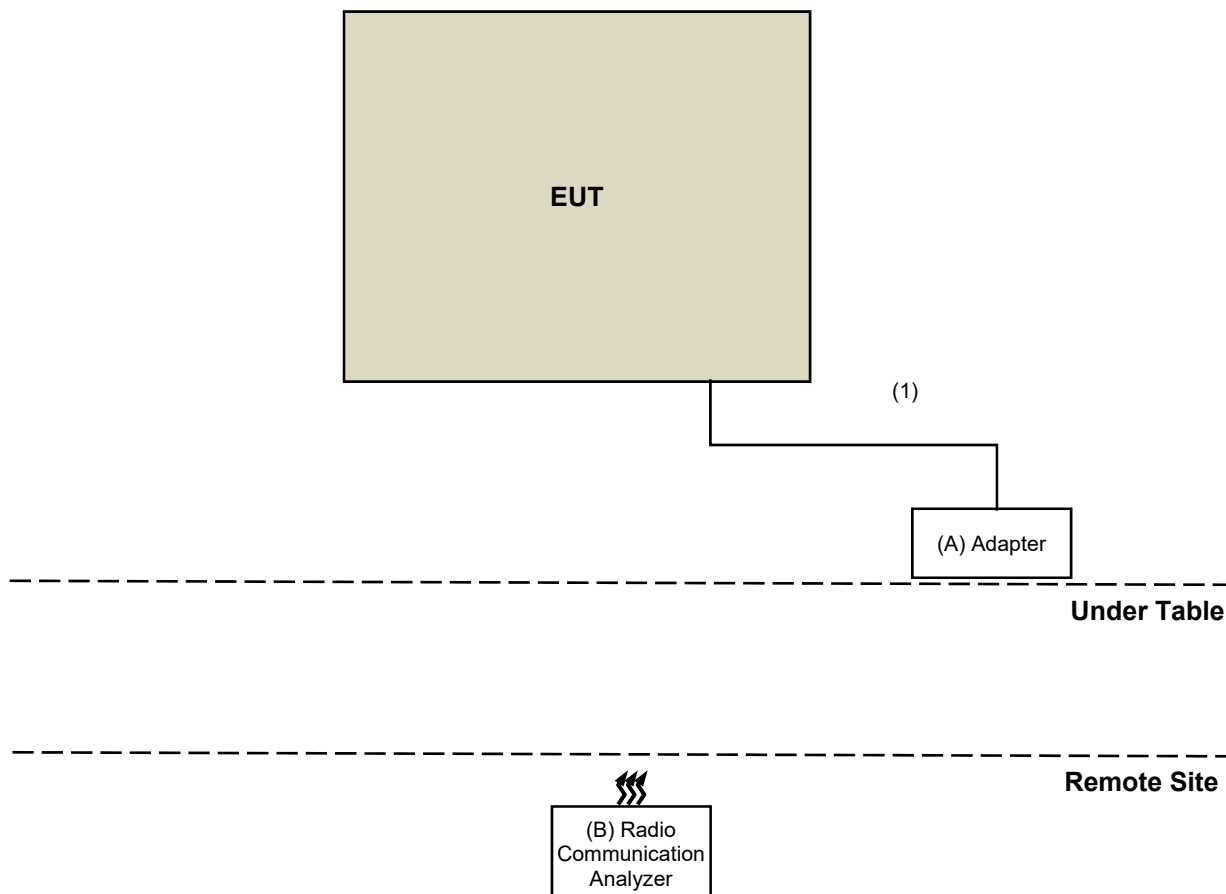 EUT
(1)
(A) Adapter
Under Table
Remote Site
(B) Radio
Communication
Analyzer